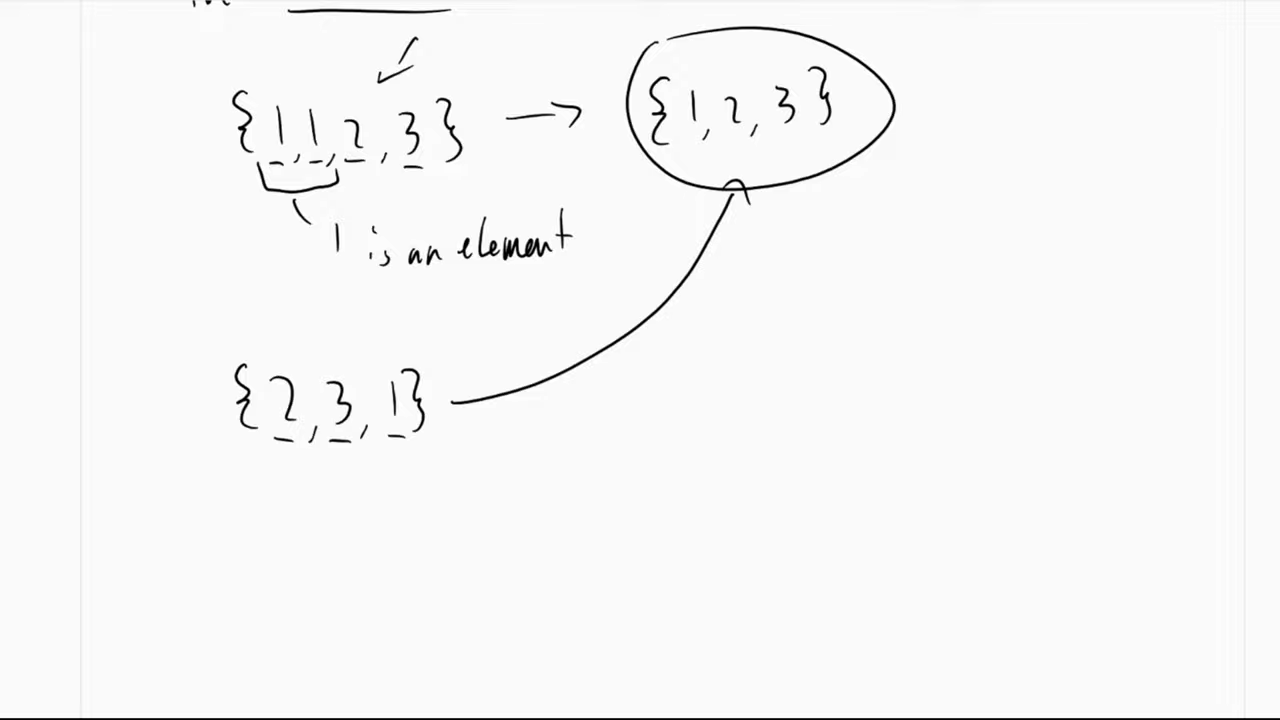 {1,1,2,3} → {1,2,3}
1 is an element
{2,3,1}